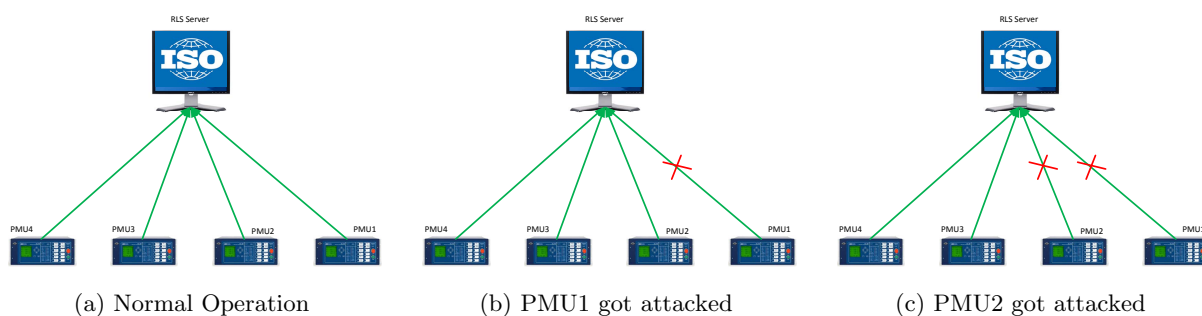 RLS Server
ISO
PMU4
PMU3
PMU2
PMU1
(a) Normal Operation
RLS Server
ISO
PMU4
PMU3
PMU2
PMU1
(b) PMU1 got attacked
RLS Server
ISO
PMU4
PMU3
PMU2
PMU1
(c) PMU2 got attacked